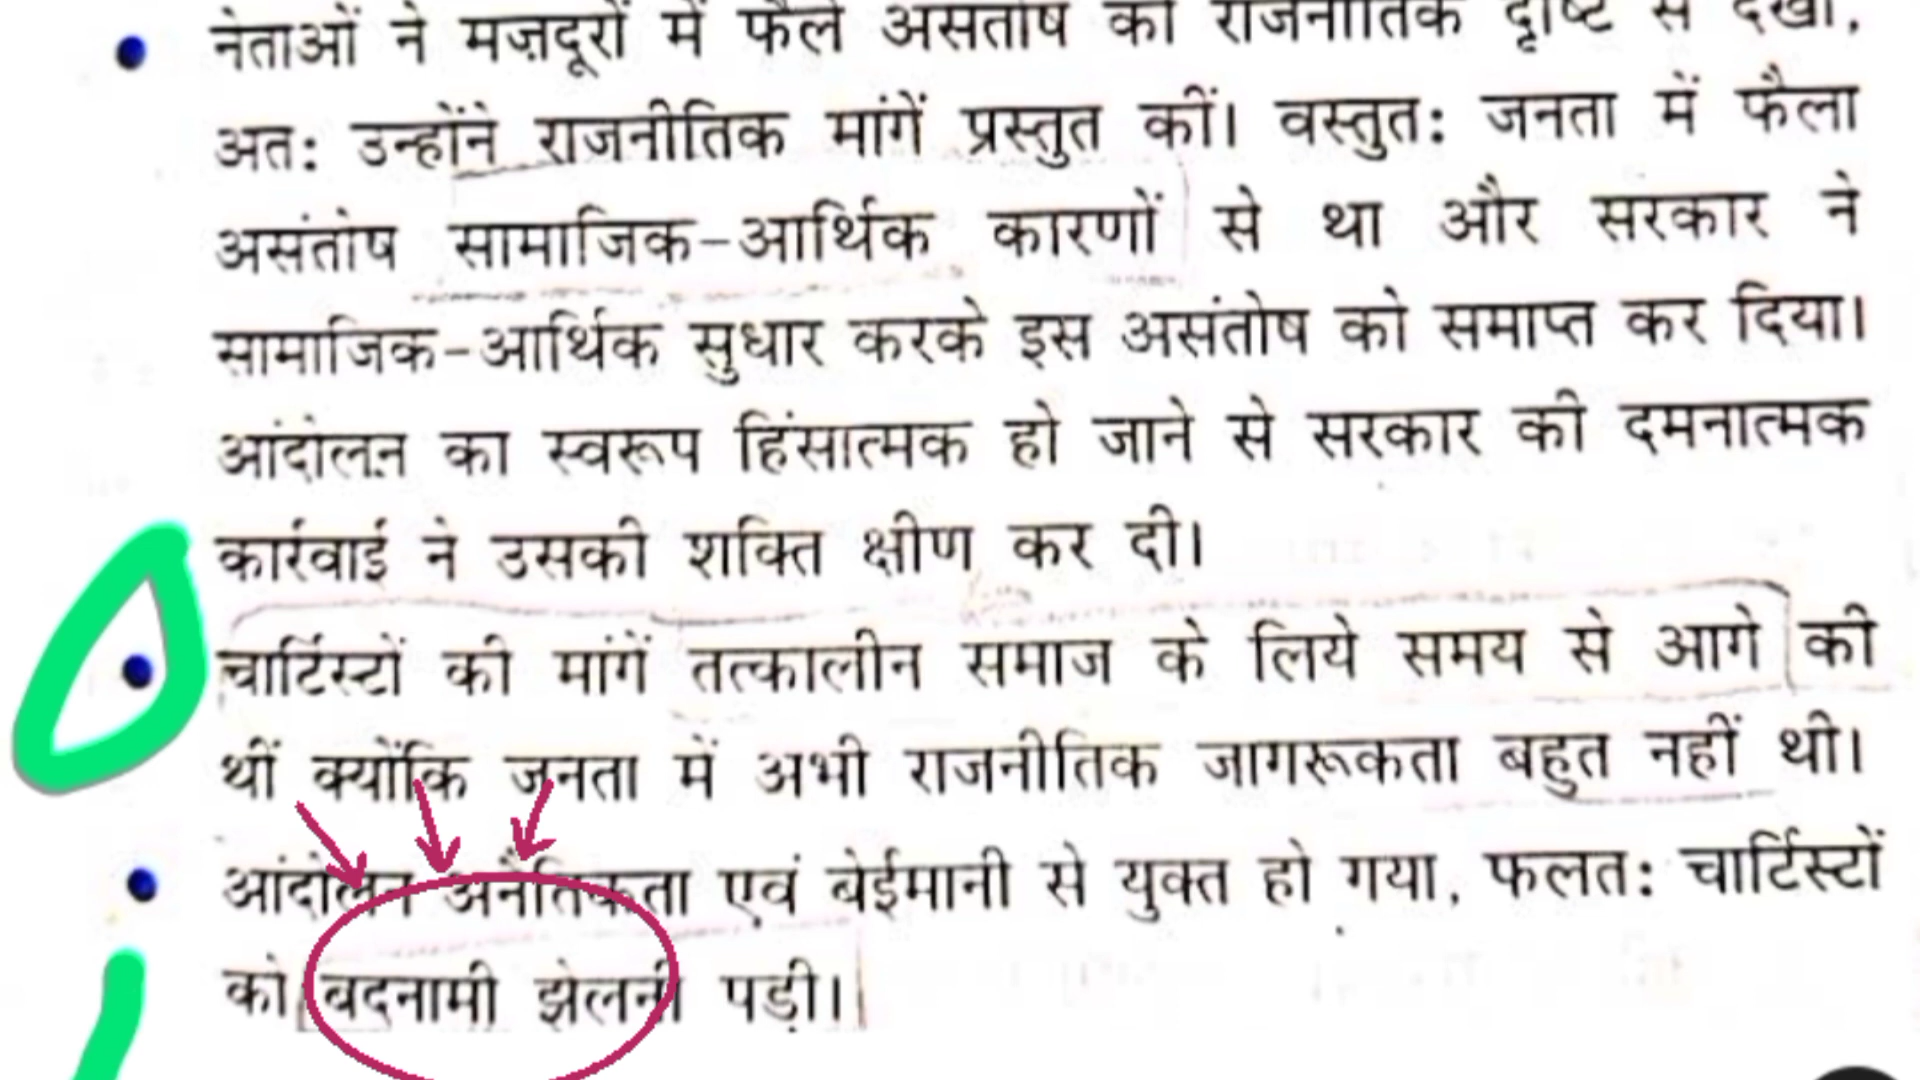 नेताओं ने मज़दूरों में फैले असंतोष को राजनीतिक दृष्टि से देखा,
अत: उन्होंने राजनीतिक मांगें प्रस्तुत कीं। वस्तुत: जनता में फैला
असंतोष सामाजिक-आर्थिक कारणों से था और सरकार ने
सामाजिक-आर्थिक सुधार करके इस असंतोष को समाप्त कर दिया।
आंदोलन का स्वरूप हिंसात्मक हो जाने से सरकार की दमनात्मक
कार्रवाई ने उसकी शक्ति क्षीण कर दी।
चार्टिस्टों की मांगें तत्कालीन समाज के लिये समय से आगे की
थीं क्योंकि जनता में अभी राजनीतिक जागरूकता बहुत नहीं थी।
आंदोलन अनैतिकता एवं बेईमानी से युक्त हो गया, फलत: चार्टिस्टों
को बदनामी झेलनी पड़ी।